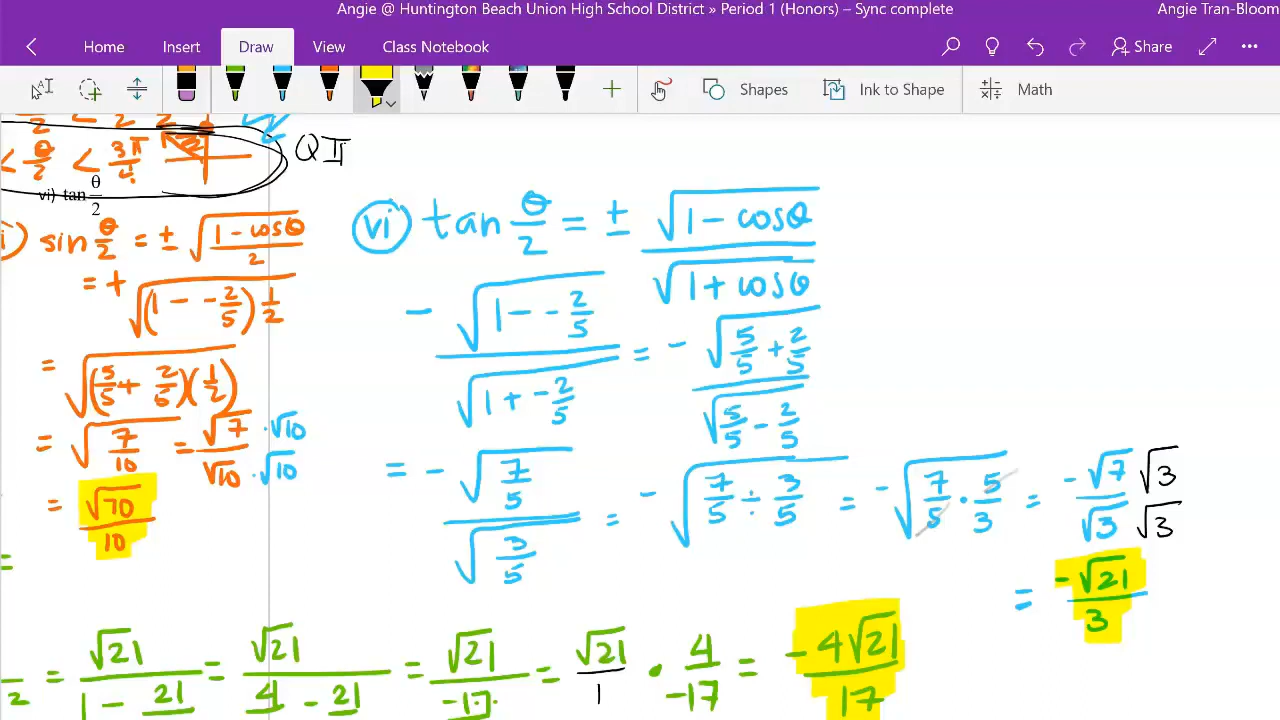 Angie @ Huntington Beach Union High School District » Period 1 (Honors) – Sync complete
Angie Tran-Bloom
Home Insert Draw View Class Notebook Share
Shapes Ink to Shape Math
< θ/2 < 3π/4 QII
vi) tan θ/2
i) sin θ/2 = ± √((1 - cosθ)/2)
= + √((1 - -2/5) 1/2)
= √((5/5 + 2/5)(1/2))
= √(7/10) = √7/√10 · √10/√10
= √70/10
vi tan θ/2 = ± √(1 - cosθ)/√(1 + cosθ)
- √(1 - -2/5)/√(1 + -2/5) = - √(5/5 + 2/5)/√(5/5 - 2/5)
= - √(7/5)/√(3/5) = - √(7/5 ÷ 3/5) = - √(7/5 · 5/3) = -√7/√3 √3/√3
= -√21/3
= √21/(1 - 21) = √21/(4 - 21) = √21/-17 = √21/1 · 4/-17 = -4√21/17